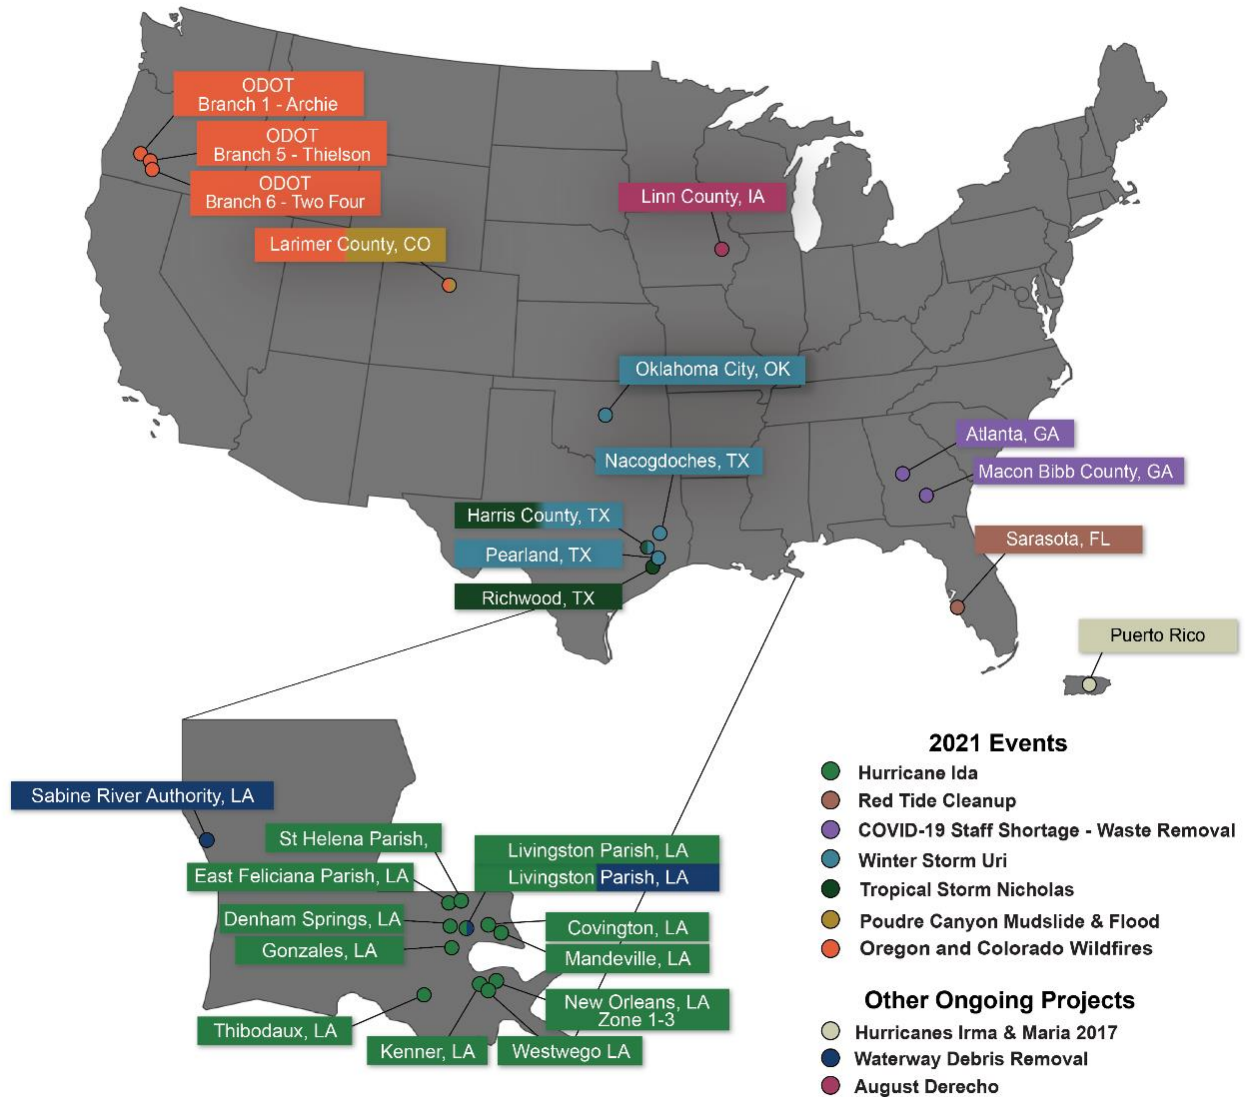 ODOT
Branch 1 - Archie
ODOT
Branch 5 - Thielson
ODOT
Branch 6 - Two Four
Linn County, IA
Larimer County, CO
Oklahoma City, OK
Atlanta, GA
Nacogdoches, TX
Macon Bibb County, GA
Harris County, TX
Sarasota, FL
Pearland, TX
Richwood, TX
Puerto Rico
Sabine River Authority, LA
St Helena Parish,
Livingston Parish, LA
East Feliciana Parish, LA
Livingston Parish, LA
Denham Springs, LA
Covington, LA
Gonzales, LA
Mandeville, LA
New Orleans, LA
Zone 1-3
Thibodaux, LA
Kenner, LA
Westwego LA
2021 Events
Hurricane Ida
Red Tide Cleanup
COVID-19 Staff Shortage - Waste Removal
Winter Storm Uri
Tropical Storm Nicholas
Poudre Canyon Mudslide & Flood
Oregon and Colorado Wildfires
Other Ongoing Projects
Hurricanes Irma & Maria 2017
Waterway Debris Removal
August Derecho